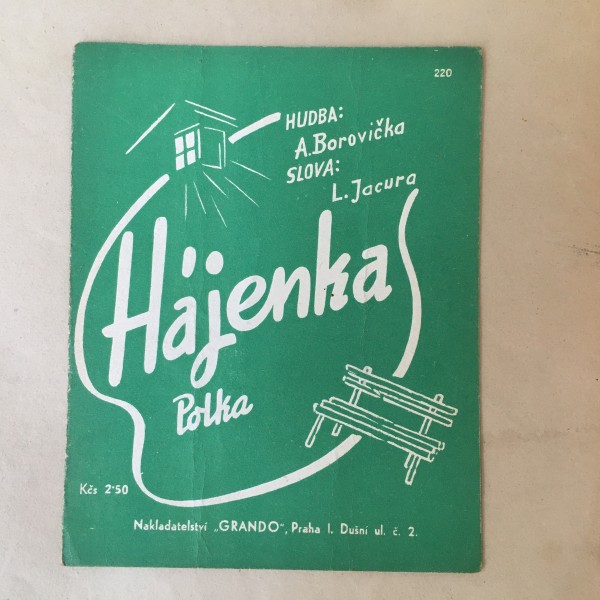 220
HUDBA:
A. Borovička
SLOVA:
L. Jacura
Hájenka
Polka
Kčs 2·50
Nakladatelství „GRANDO", Praha I. Dušní ul. č. 2.